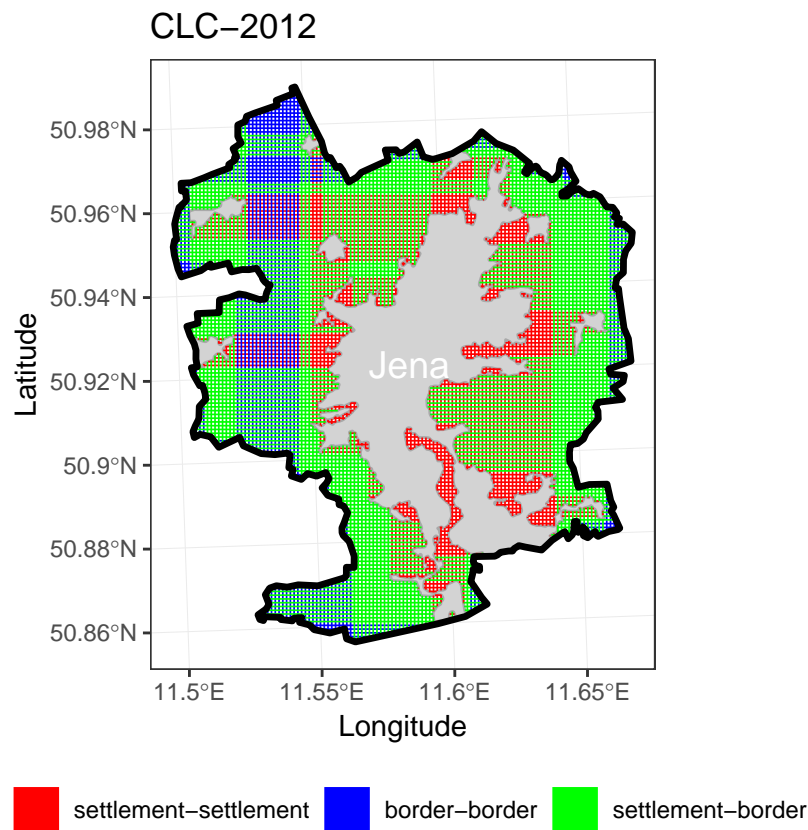 CLC−2012
50.98°N
50.96°N
50.94°N
50.92°N
50.9°N
50.88°N
50.86°N
Latitude
Jena
11.5°E 11.55°E 11.6°E 11.65°E
Longitude
settlement−settlement border−border settlement−border